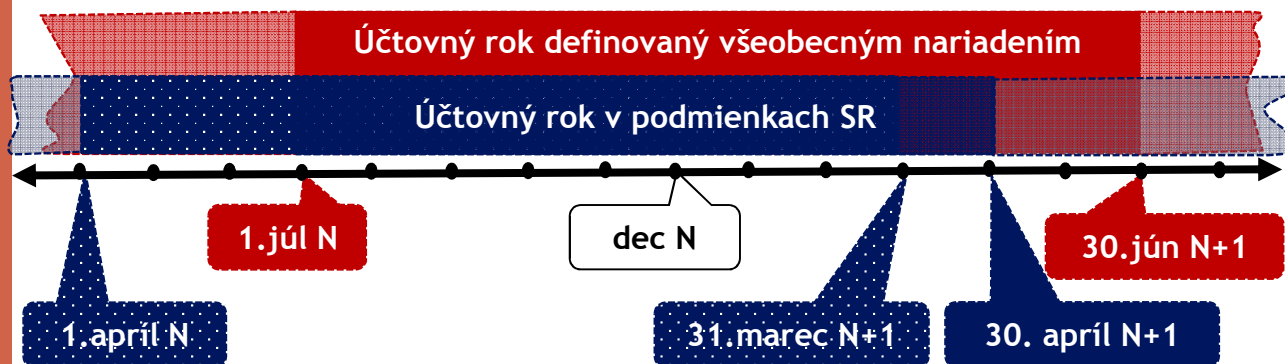 Účtovný rok definovaný všeobecným nariadením
Účtovný rok v podmienkach SR
1.júl N
dec N
30.jún N+1
1.apríl N
31.marec N+1
30. apríl N+1